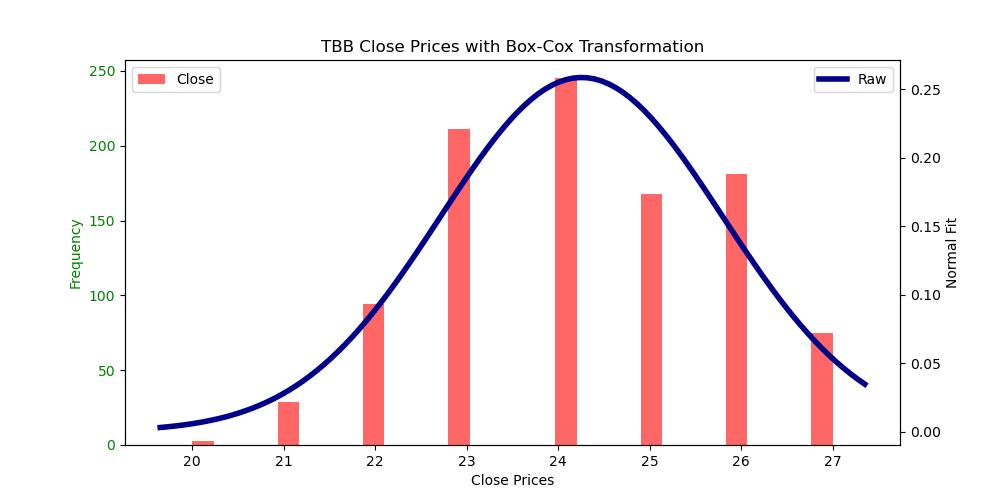 TBB Close Prices with Box-Cox Transformation
Close
Raw
250
200
150
100
50
0
Frequency
0.25
0.20
0.15
0.10
0.05
0.00
Normal Fit
20 21 22 23 24 25 26 27
Close Prices